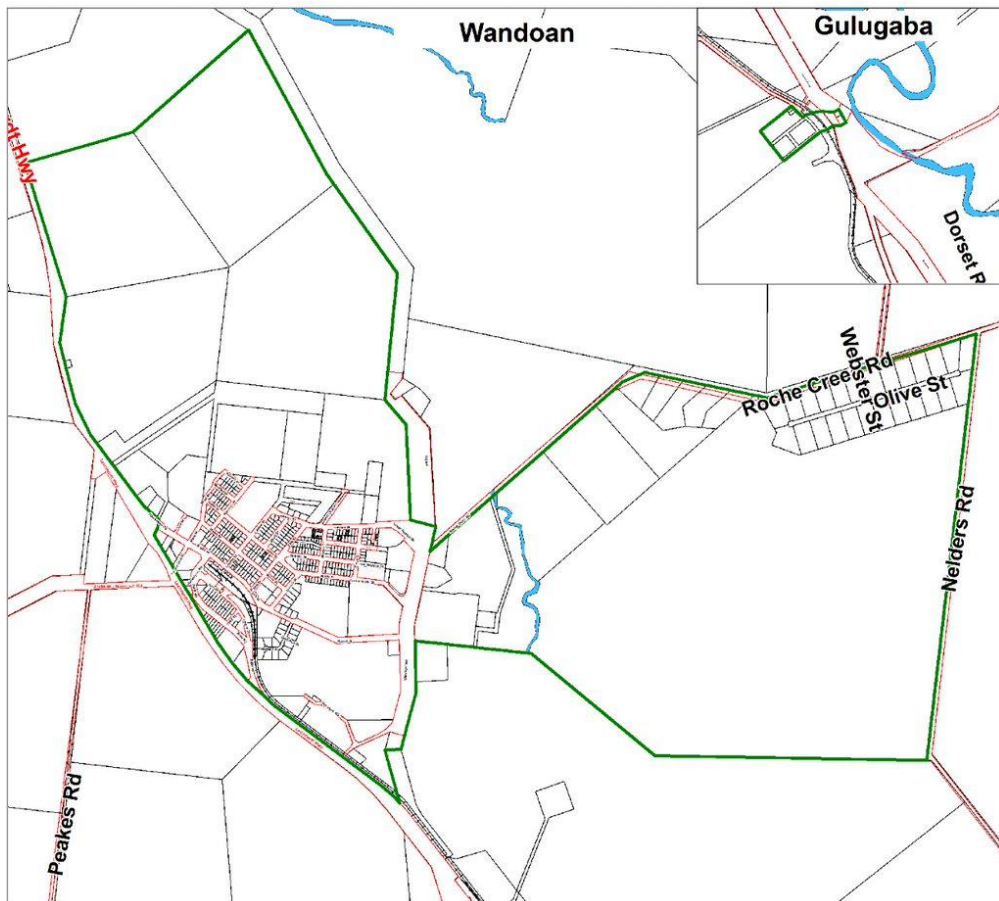 Wandoan
Gulugaba
dt Hwy
Dorset R
Roche Creek Rd
Webster St
Olive St
Nelders Rd
Peakes Rd